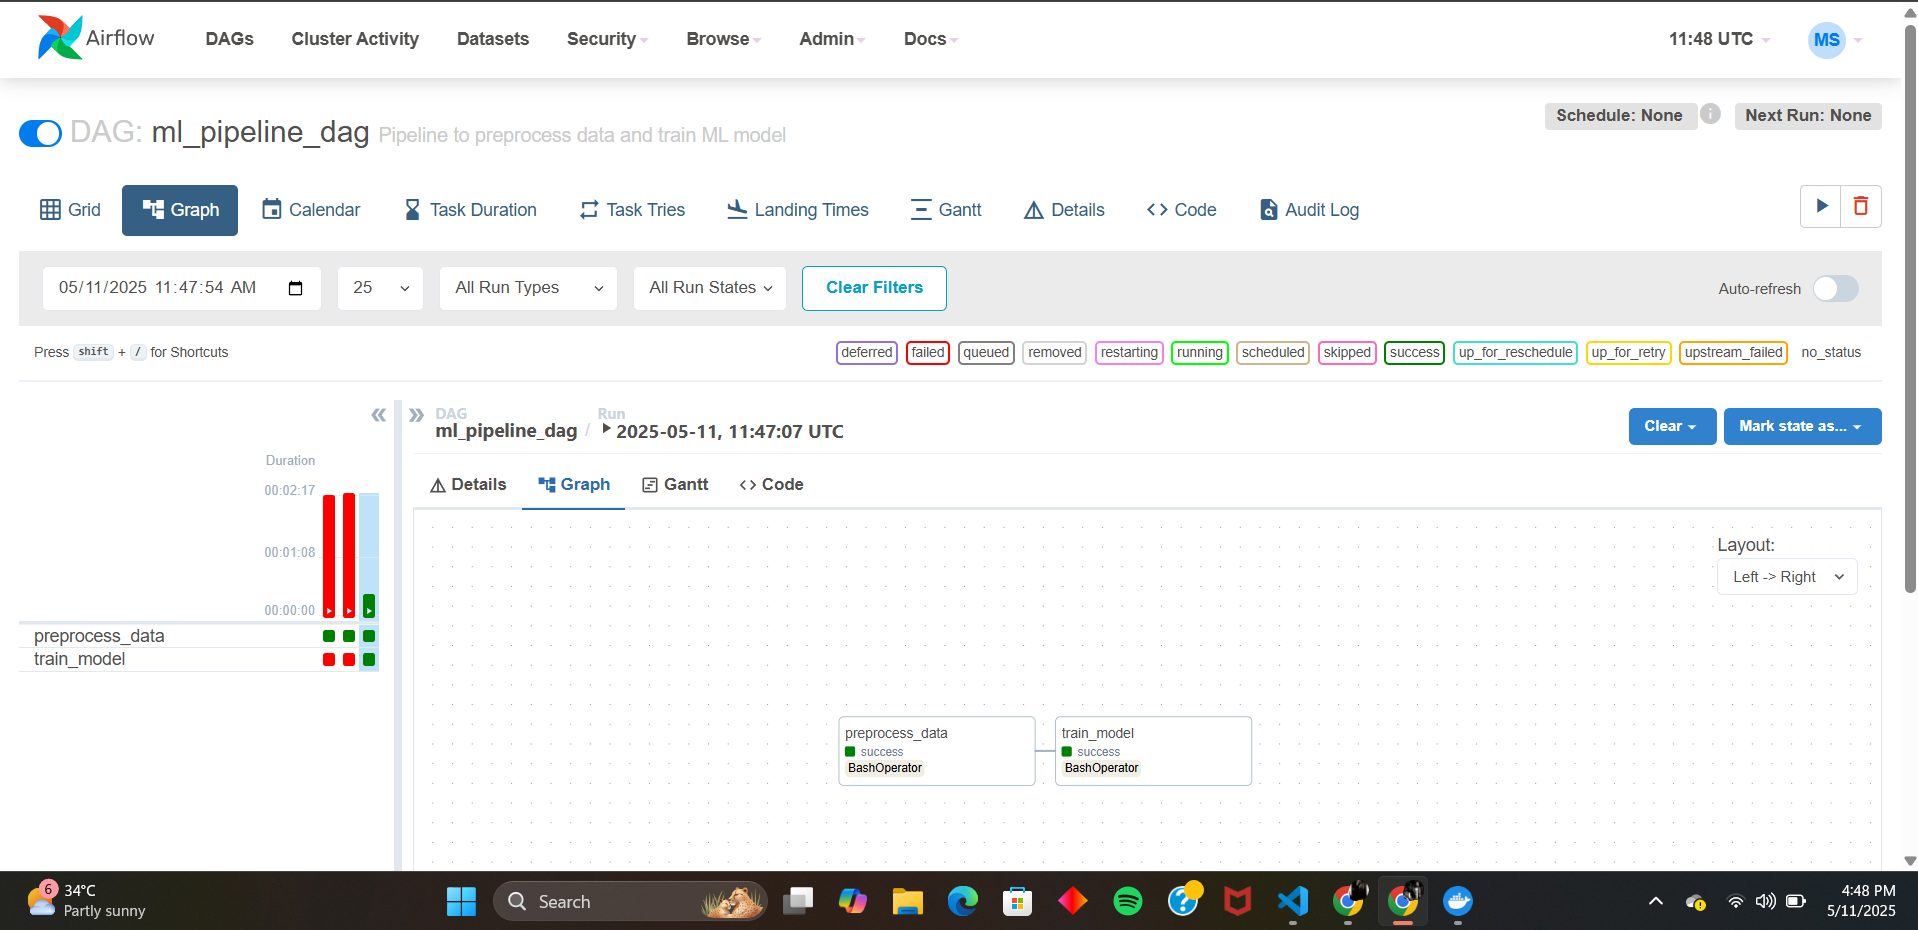 Airflow DAGs Cluster Activity Datasets Security Browse Admin Docs 11:48 UTC MS
Schedule: None Next Run: None
DAG: ml_pipeline_dag Pipeline to preprocess data and train ML model
Grid Graph Calendar Task Duration Task Tries Landing Times Gantt Details Code Audit Log
05/11/2025 11:47:54 AM 25 All Run Types All Run States Clear Filters Auto-refresh
Press shift + / for Shortcuts deferred failed queued removed restarting running scheduled skipped success up_for_reschedule up_for_retry upstream_failed no_status
DAG Run
ml_pipeline_dag / 2025-05-11, 11:47:07 UTC Clear Mark state as...
Duration
00:02:17
00:01:08
00:00:00
preprocess_data
train_model
Details Graph Gantt Code
Layout:
Left -> Right
preprocess_data
success
BashOperator
train_model
success
BashOperator
6
34°C
Partly sunny
Search
4:48 PM
5/11/2025